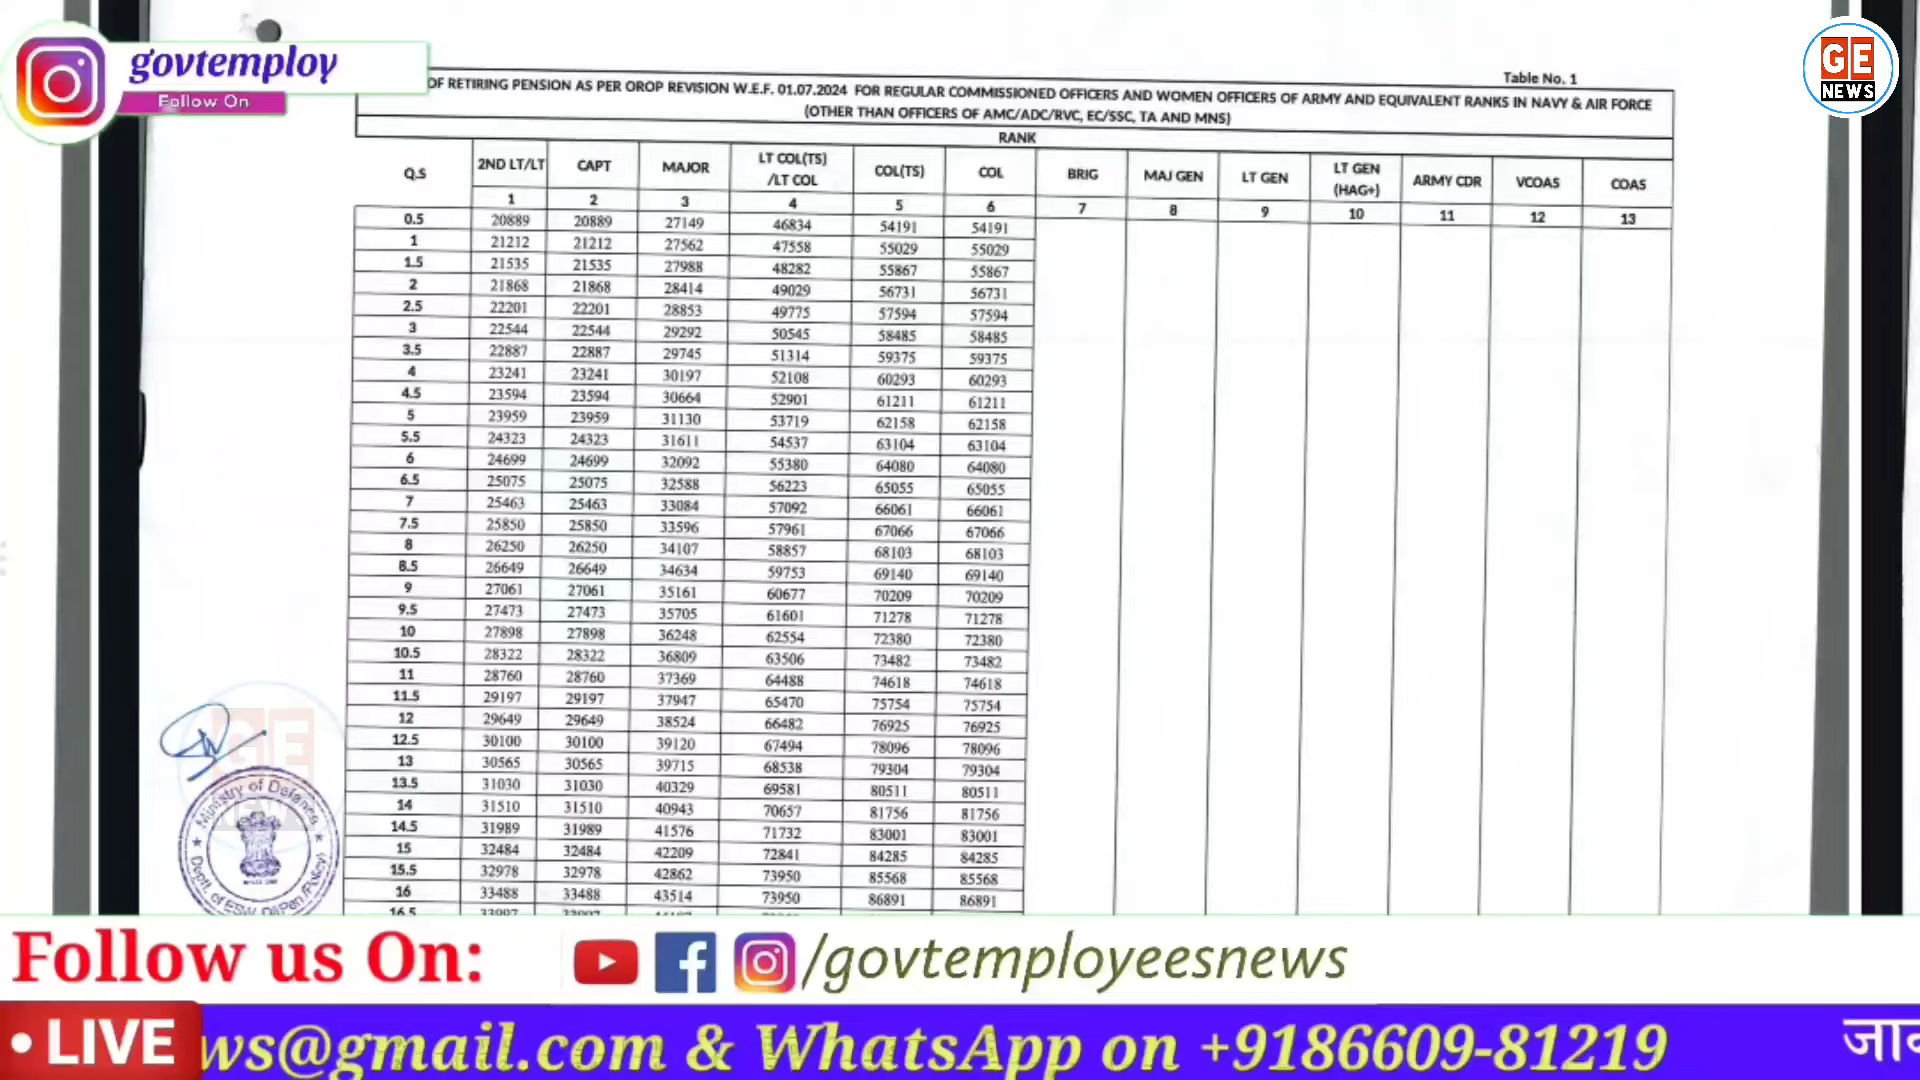 govtemploy
Follow On
GE
NEWS
Table No. 1
OF RETIRING PENSION AS PER OROP REVISION W.E.F. 01.07.2024 FOR REGULAR COMMISSIONED OFFICERS AND WOMEN OFFICERS OF ARMY AND EQUIVALENT RANKS IN NAVY & AIR FORCE
(OTHER THAN OFFICERS OF AMC/ADC/RVC, EC/SSC, TA AND MNS)
RANK
Q.S 2ND LT/LT CAPT MAJOR LT COL(TS) /LT COL COL(TS) COL BRIG MAJ GEN LT GEN LT GEN (HAG+) ARMY CDR VCOAS COAS
1 2 3 4 5 6 7 8 9 10 11 12 13
0.5 20889 20889 27149 46834 54191 54191
1 21212 21212 27562 47558 55029 55029
1.5 21535 21535 27988 48282 55867 55867
2 21868 21868 28414 49029 56731 56731
2.5 22201 22201 28853 49775 57594 57594
3 22544 22544 29292 50545 58485 58485
3.5 22887 22887 29745 51314 59375 59375
4 23241 23241 30197 52108 60293 60293
4.5 23594 23594 30664 52901 61211 61211
5 23959 23959 31130 53719 62158 62158
5.5 24323 24323 31611 54537 63104 63104
6 24699 24699 32092 55380 64080 64080
6.5 25075 25075 32588 56223 65055 65055
7 25463 25463 33084 57092 66061 66061
7.5 25850 25850 33596 57961 67066 67066
8 26250 26250 34107 58857 68103 68103
8.5 26649 26649 34634 59753 69140 69140
9 27061 27061 35161 60677 70209 70209
9.5 27473 27473 35705 61601 71278 71278
10 27898 27898 36248 62554 72380 72380
10.5 28322 28322 36809 63506 73482 73482
11 28760 28760 37369 64488 74618 74618
11.5 29197 29197 37947 65470 75754 75754
12 29649 29649 38524 66482 76925 76925
12.5 30100 30100 39120 67494 78096 78096
13 30565 30565 39715 68538 79304 79304
13.5 31030 31030 40329 69581 80511 80511
14 31510 31510 40943 70657 81756 81756
14.5 31989 31989 41576 71732 83001 83001
15 32484 32484 42209 72841 84285 84285
15.5 32978 32978 42862 73950 85568 85568
16 33488 33488 43514 73950 86891 86891
16.5
Ministry of Defence
Deptt. of ESW, D(Pen/Policy)
Follow us On: /govtemployeesnews
• LIVE ws@gmail.com & WhatsApp on +9186609-81219